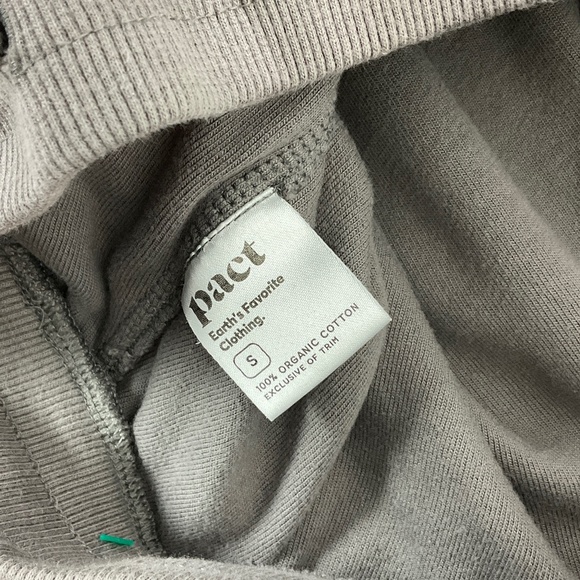 pact
Earth's Favorite
Clothing.
S
100% ORGANIC COTTON
EXCLUSIVE OF TRIM